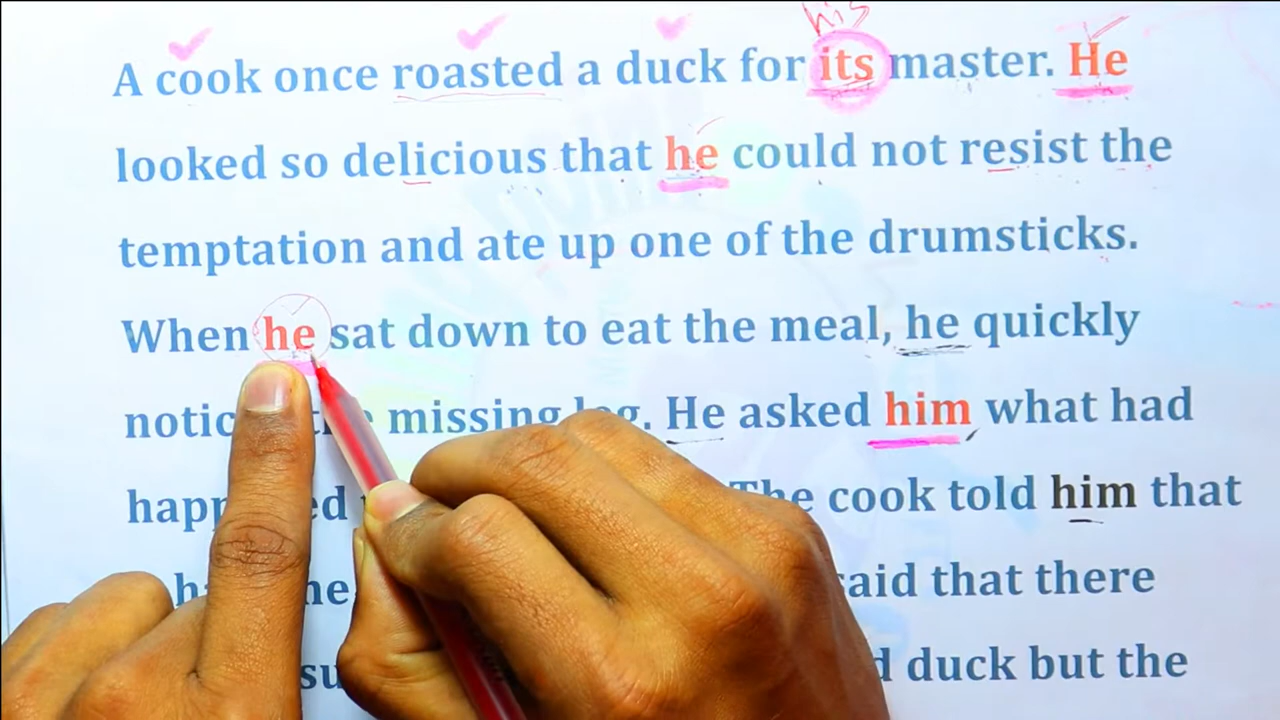 his
A cook once roasted a duck for its master. He
looked so delicious that he could not resist the
temptation and ate up one of the drumsticks.
When he sat down to eat the meal, he quickly
missing leg. He asked him what had
The cook told him that
said that there
duck but the